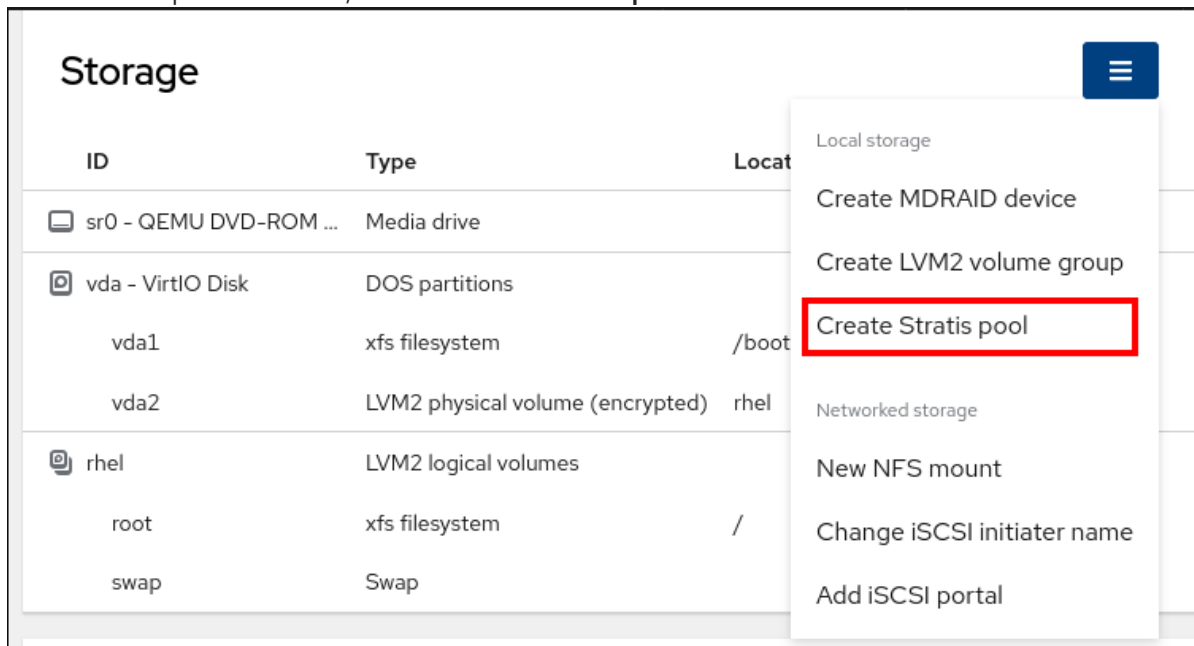 Storage
ID Type Locat
sr0 - QEMU DVD-ROM ... Media drive
vda - VirtIO Disk DOS partitions
vda1 xfs filesystem /boot
vda2 LVM2 physical volume (encrypted) rhel
rhel LVM2 logical volumes
root xfs filesystem /
swap Swap
Local storage
Create MDRAID device
Create LVM2 volume group
Create Stratis pool
Networked storage
New NFS mount
Change iSCSI initiater name
Add iSCSI portal